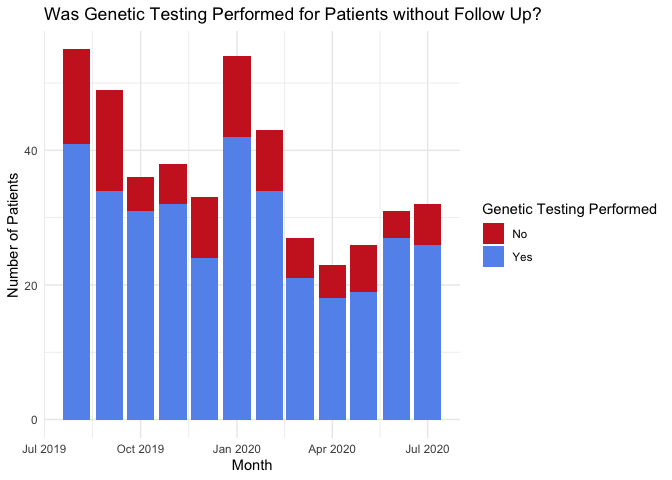 Was Genetic Testing Performed for Patients without Follow Up?
Number of Patients
40
20
0
Jul 2019
Oct 2019
Jan 2020
Apr 2020
Jul 2020
Month
Genetic Testing Performed
No
Yes